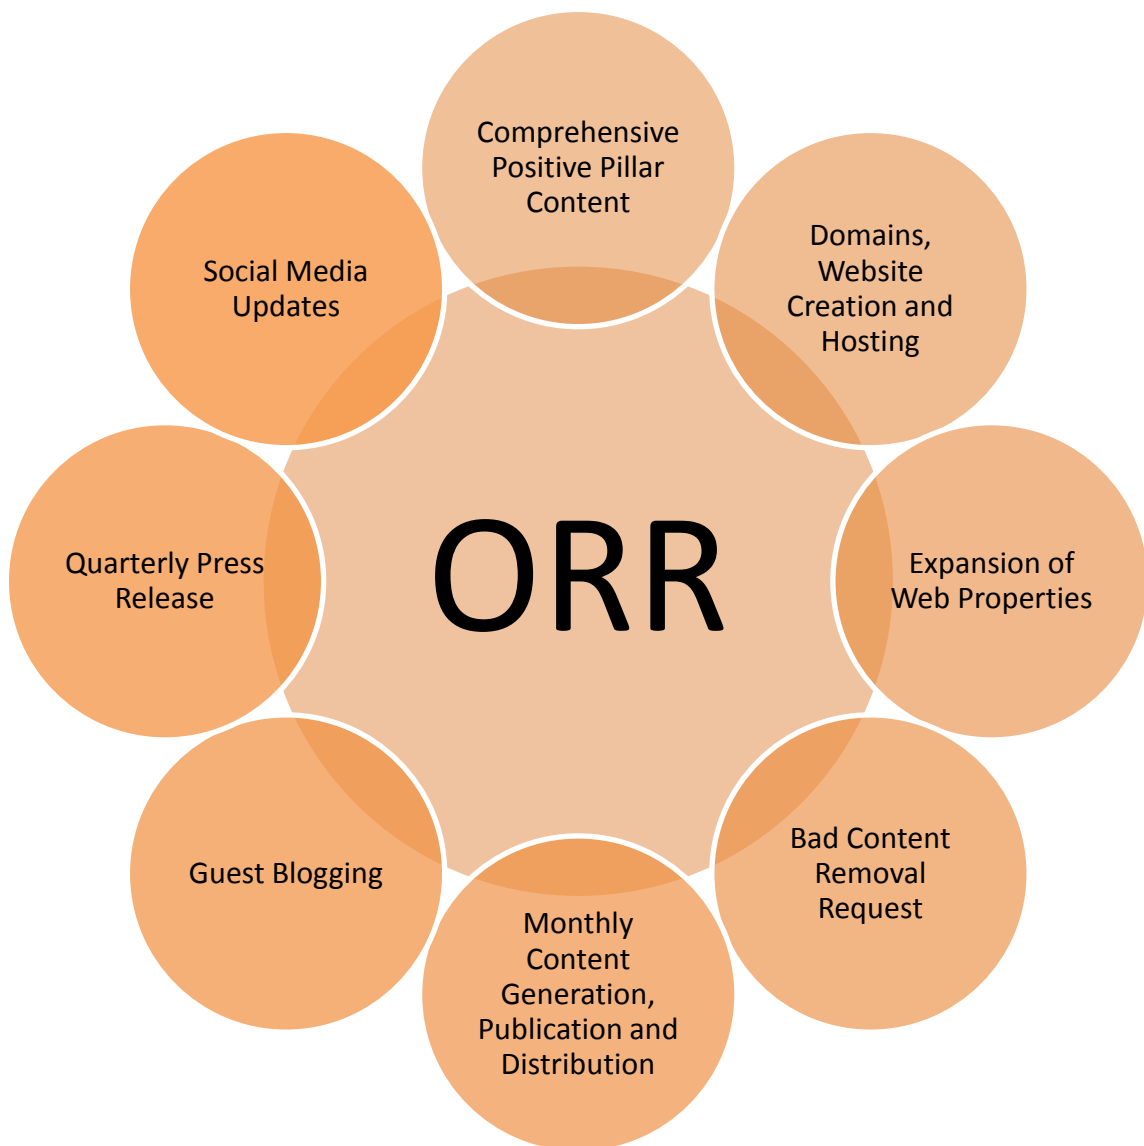 Comprehensive
Positive Pillar
Content
Domains,
Website
Creation and
Hosting
Expansion of
Web Properties
Bad Content
Removal
Request
Monthly
Content
Generation,
Publication and
Distribution
Guest Blogging
Quarterly Press
Release
Social Media
Updates
ORR